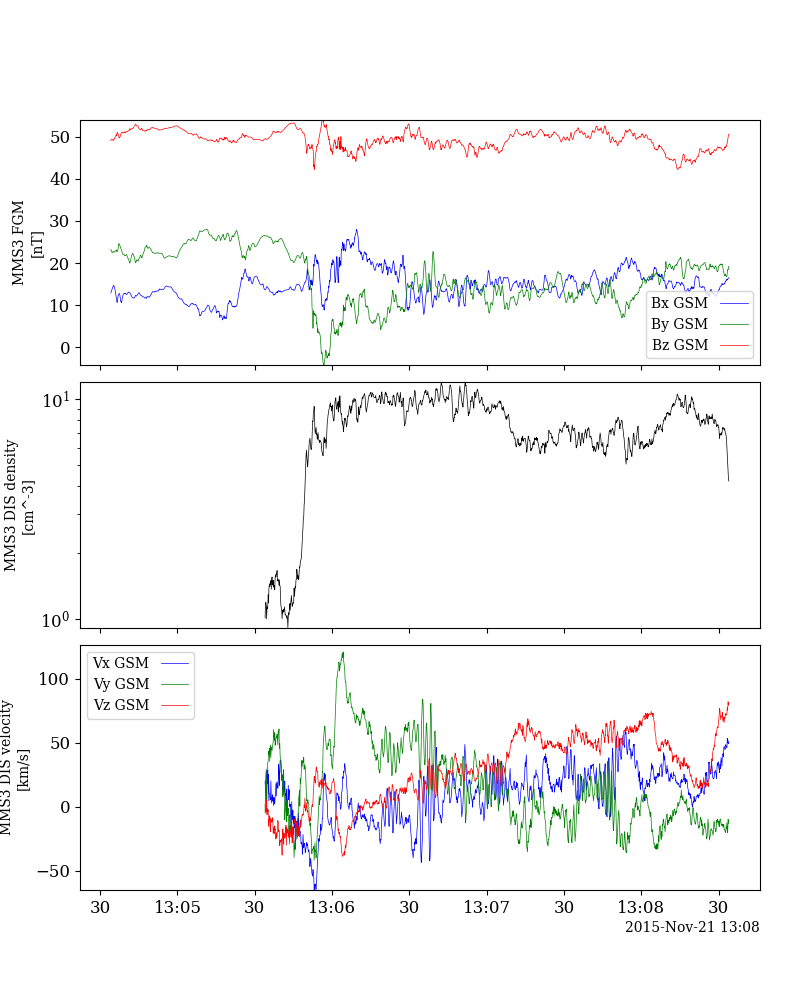 50
40
30
20
10
0
MMS3 FGM
[nT]
Bx GSM
By GSM
Bz GSM
10^1
10^0
MMS3 DIS density
[cm^-3]
Vx GSM
Vy GSM
Vz GSM
100
50
0
−50
MMS3 DIS velocity
[km/s]
30 13:05 30 13:06 30 13:07 30 13:08 30
2015-Nov-21 13:08